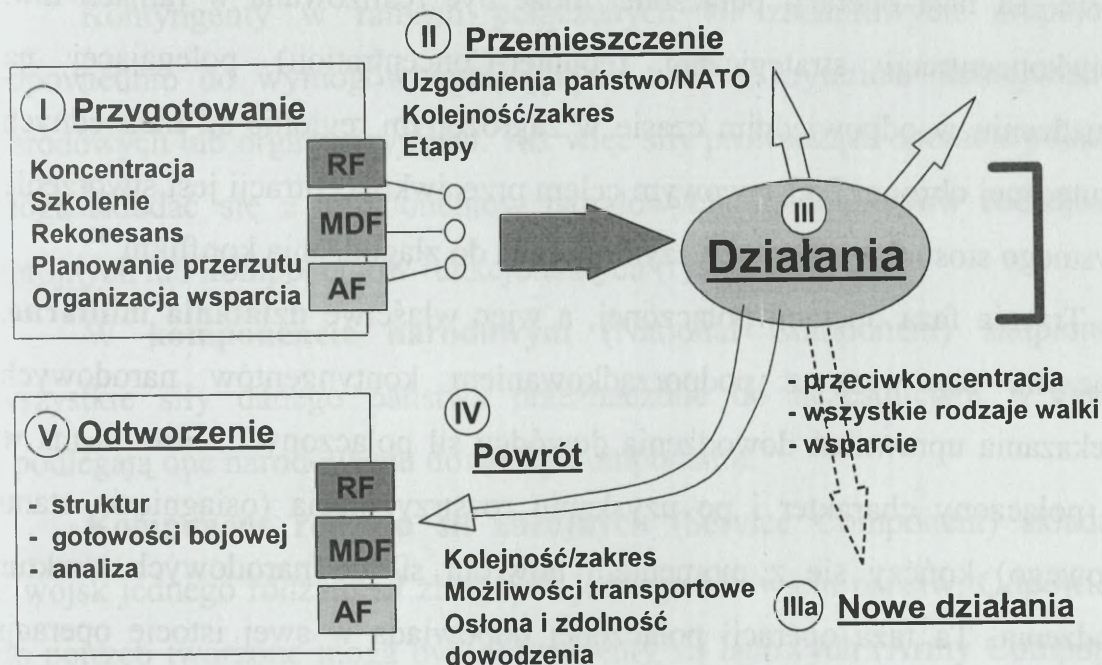 II Przemieszczenie
Uzgodnienia państwo/NATO
Kolejność/zakres
Etapy
I Przygotowanie
Koncentracja
Szkolenie
Rekonesans
Planowanie przerzutu
Organizacja wsparcia
RF
MDF
AF
III
Działania
- przeciwkoncentracja
- wszystkie rodzaje walki
- wsparcie
IIIa Nowe działania
IV
Powrót
Kolejność/zakres
Możliwości transportowe
Osłona i zdolność
dowodzenia
V Odtworzenie
- struktur
- gotowości bojowej
- analiza
RF
MDF
AF